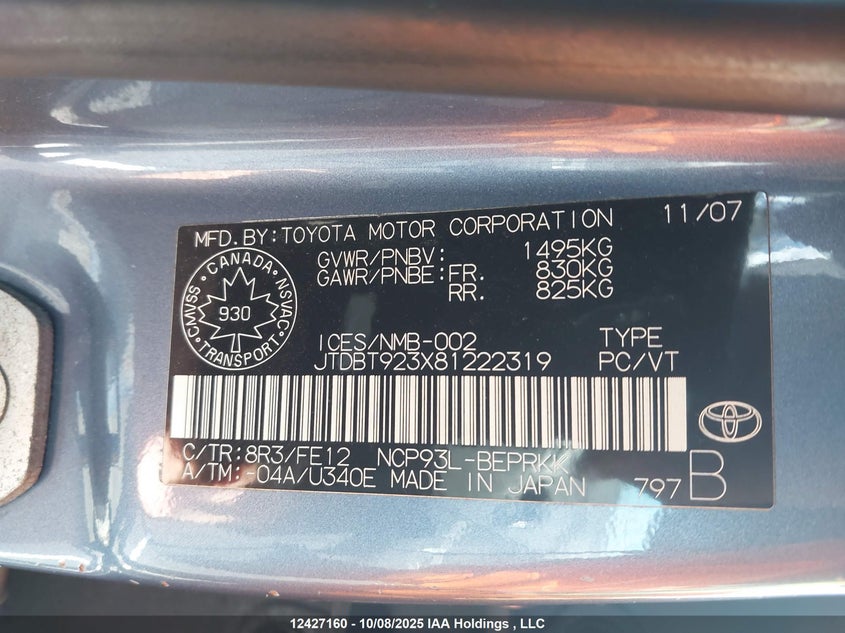 MFD.BY:TOYOTA MOTOR CORPORATION 11/07
GVWR/PNBV: 1495KG
GAWR/PNBE:FR. 830KG
RR. 825KG
CANADA
CMVSS NSVAC
930
TRANSPORT
ICES/NMB-002 TYPE
JTDBT923X81222319 PC/VT
C/TR:8R3/FE12 NCP93L-BEPRKK
A/TM:-04A/U340E MADE IN JAPAN 797 B
12427160 - 10/08/2025 IAA Holdings , LLC